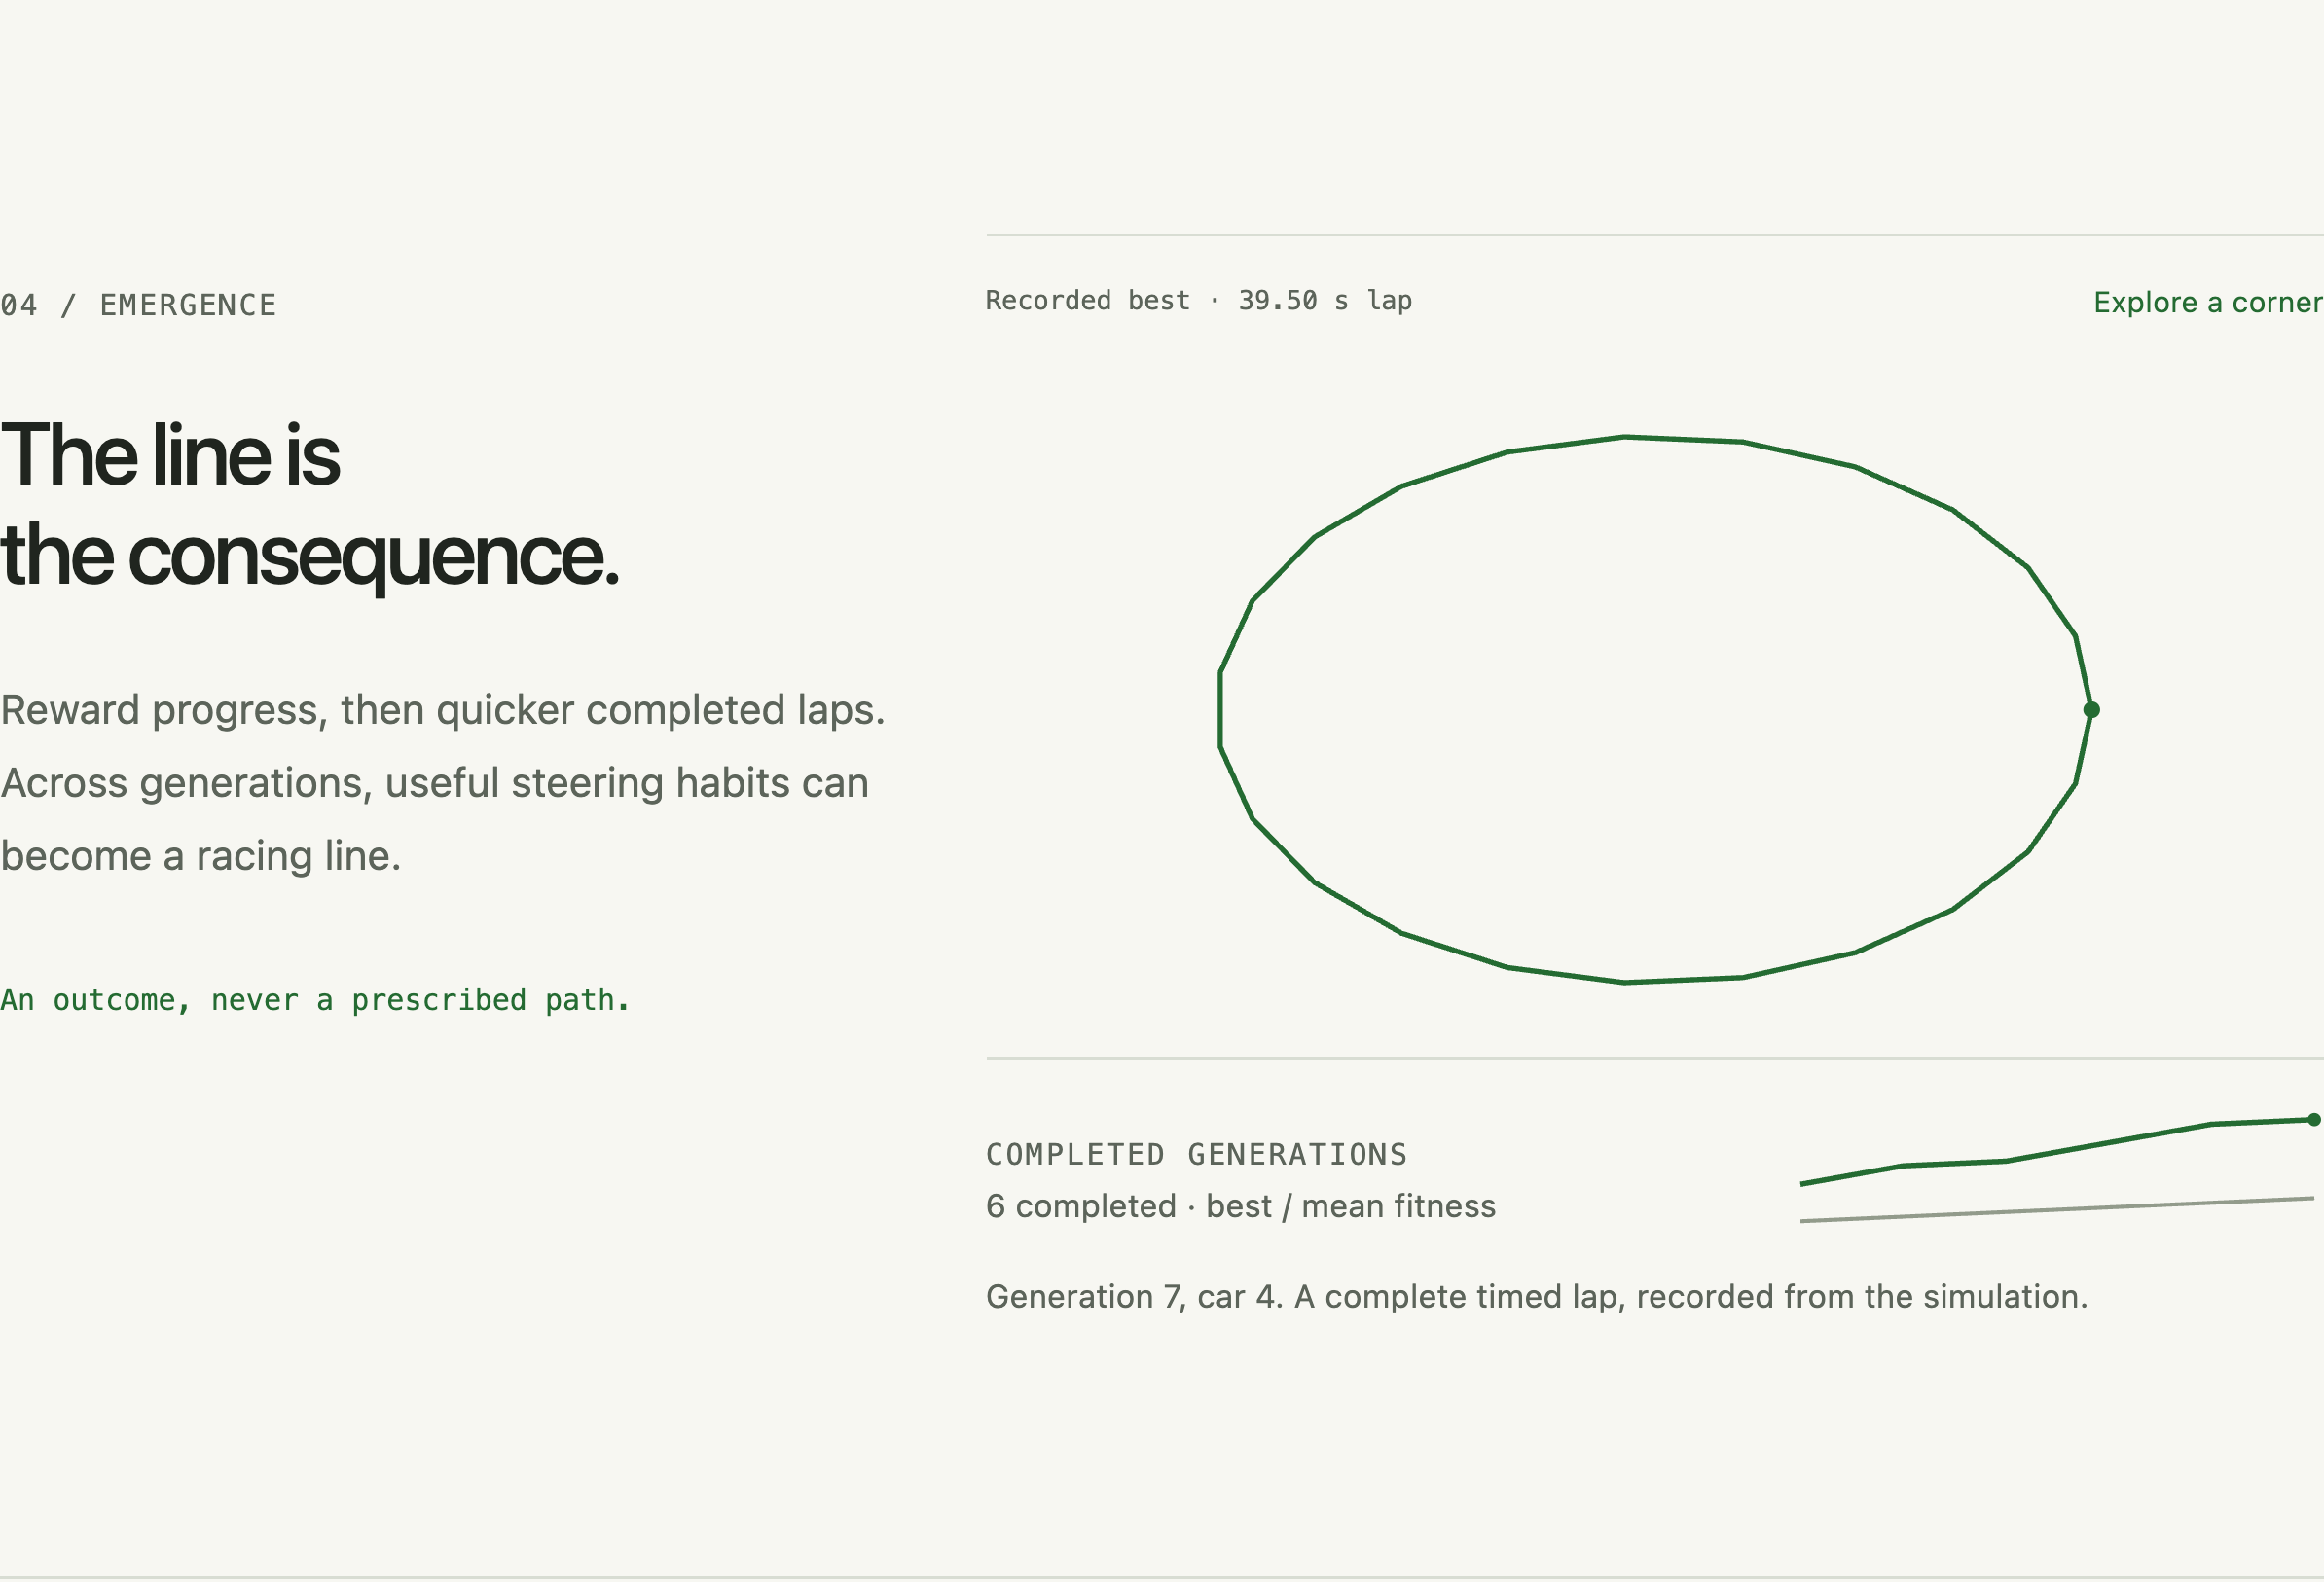 04 / EMERGENCE
The line is
the consequence.
Reward progress, then quicker completed laps.
Across generations, useful steering habits can
become a racing line.
An outcome, never a prescribed path.
Recorded best · 39.50 s lap
Explore a corner
COMPLETED GENERATIONS
6 completed · best / mean fitness
Generation 7, car 4. A complete timed lap, recorded from the simulation.